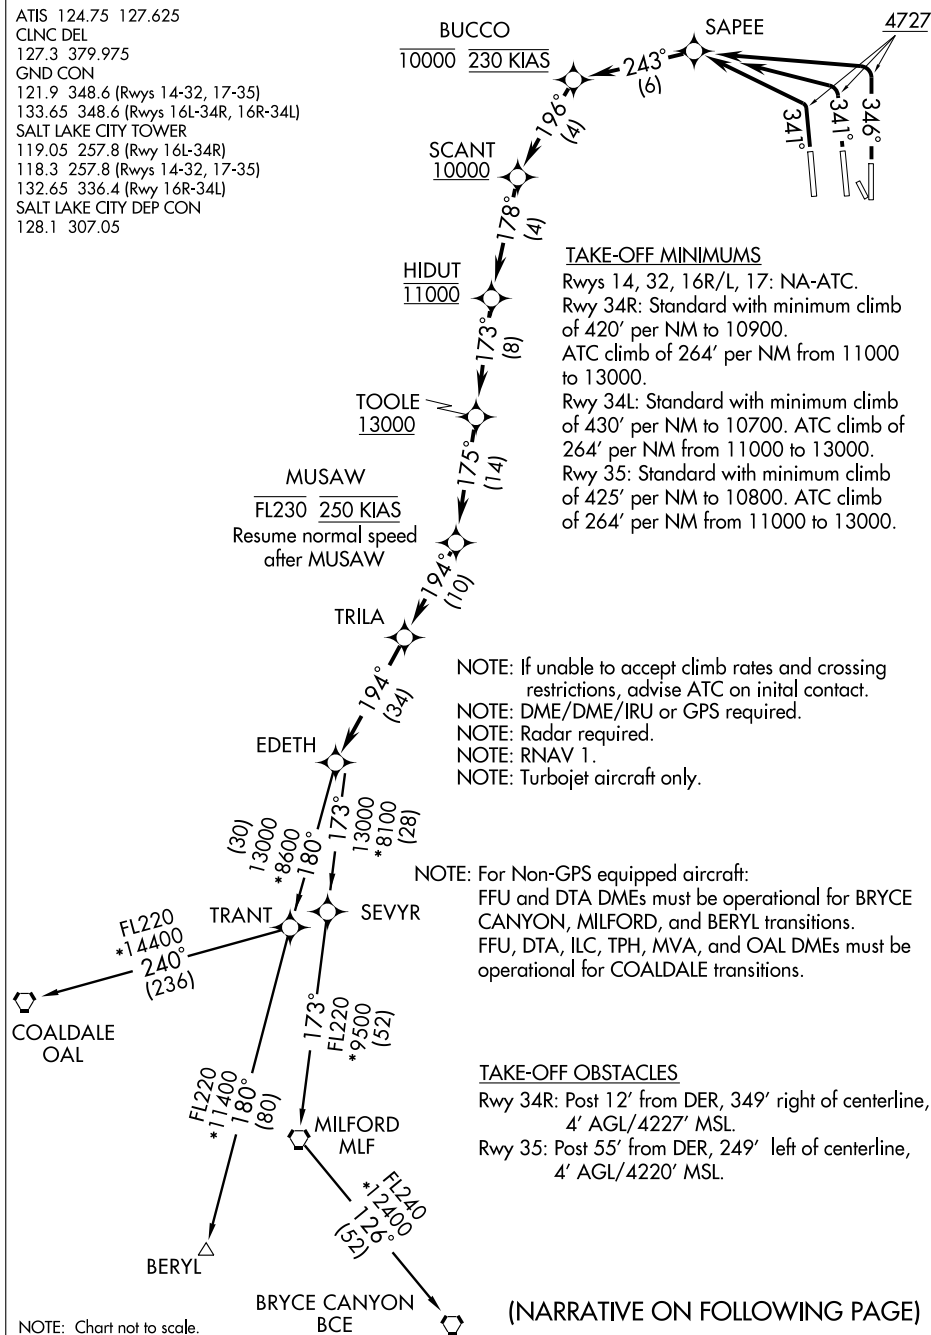 ATIS 124.75 127.625
CLNC DEL
127.3 379.975
GND CON
121.9 348.6 (Rwys 14-32, 17-35)
133.65 348.6 (Rwys 16L-34R, 16R-34L)
SALT LAKE CITY TOWER
119.05 257.8 (Rwy 16L-34R)
118.3 257.8 (Rwys 14-32, 17-35)
132.65 336.4 (Rwy 16R-34L)
SALT LAKE CITY DEP CON
128.1 307.05
4727
SAPEE
BUCCO
10000 230 KIAS
243°
(6)
341°
341°
346°
196°
(4)
SCANT
10000
178°
(4)
HIDUT
11000
173°
(8)
TOOLE
13000
175°
(14)
MUSAW
FL230 250 KIAS
Resume normal speed
after MUSAW
194°
(10)
TRILA
194°
(34)
EDETH
TAKE-OFF MINIMUMS
Rwys 14, 32, 16R/L, 17: NA-ATC.
Rwy 34R: Standard with minimum climb
of 420' per NM to 10900.
ATC climb of 264' per NM from 11000
to 13000.
Rwy 34L: Standard with minimum climb
of 430' per NM to 10700. ATC climb of
264' per NM from 11000 to 13000.
Rwy 35: Standard with minimum climb
of 425' per NM to 10800. ATC climb
of 264' per NM from 11000 to 13000.
NOTE: If unable to accept climb rates and crossing
restrictions, advise ATC on inital contact.
NOTE: DME/DME/IRU or GPS required.
NOTE: Radar required.
NOTE: RNAV 1.
NOTE: Turbojet aircraft only.
(30)
13000
*8600
180°
173°
13000
*8100
(28)
NOTE: For Non-GPS equipped aircraft:
FFU and DTA DMEs must be operational for BRYCE
CANYON, MILFORD, and BERYL transitions.
FFU, DTA, ILC, TPH, MVA, and OAL DMEs must be
operational for COALDALE transitions.
TRANT
SEVYR
FL220
*14400
240°
(236)
COALDALE
OAL
173°
FL220
*9500
(52)
FL220
*11400
180°
(80)
TAKE-OFF OBSTACLES
Rwy 34R: Post 12' from DER, 349' right of centerline,
4' AGL/4227' MSL.
Rwy 35: Post 55' from DER, 249' left of centerline,
4' AGL/4220' MSL.
MILFORD
MLF
FL240
*12400
126°
(52)
BERYL
BRYCE CANYON
BCE
(NARRATIVE ON FOLLOWING PAGE)
NOTE: Chart not to scale.